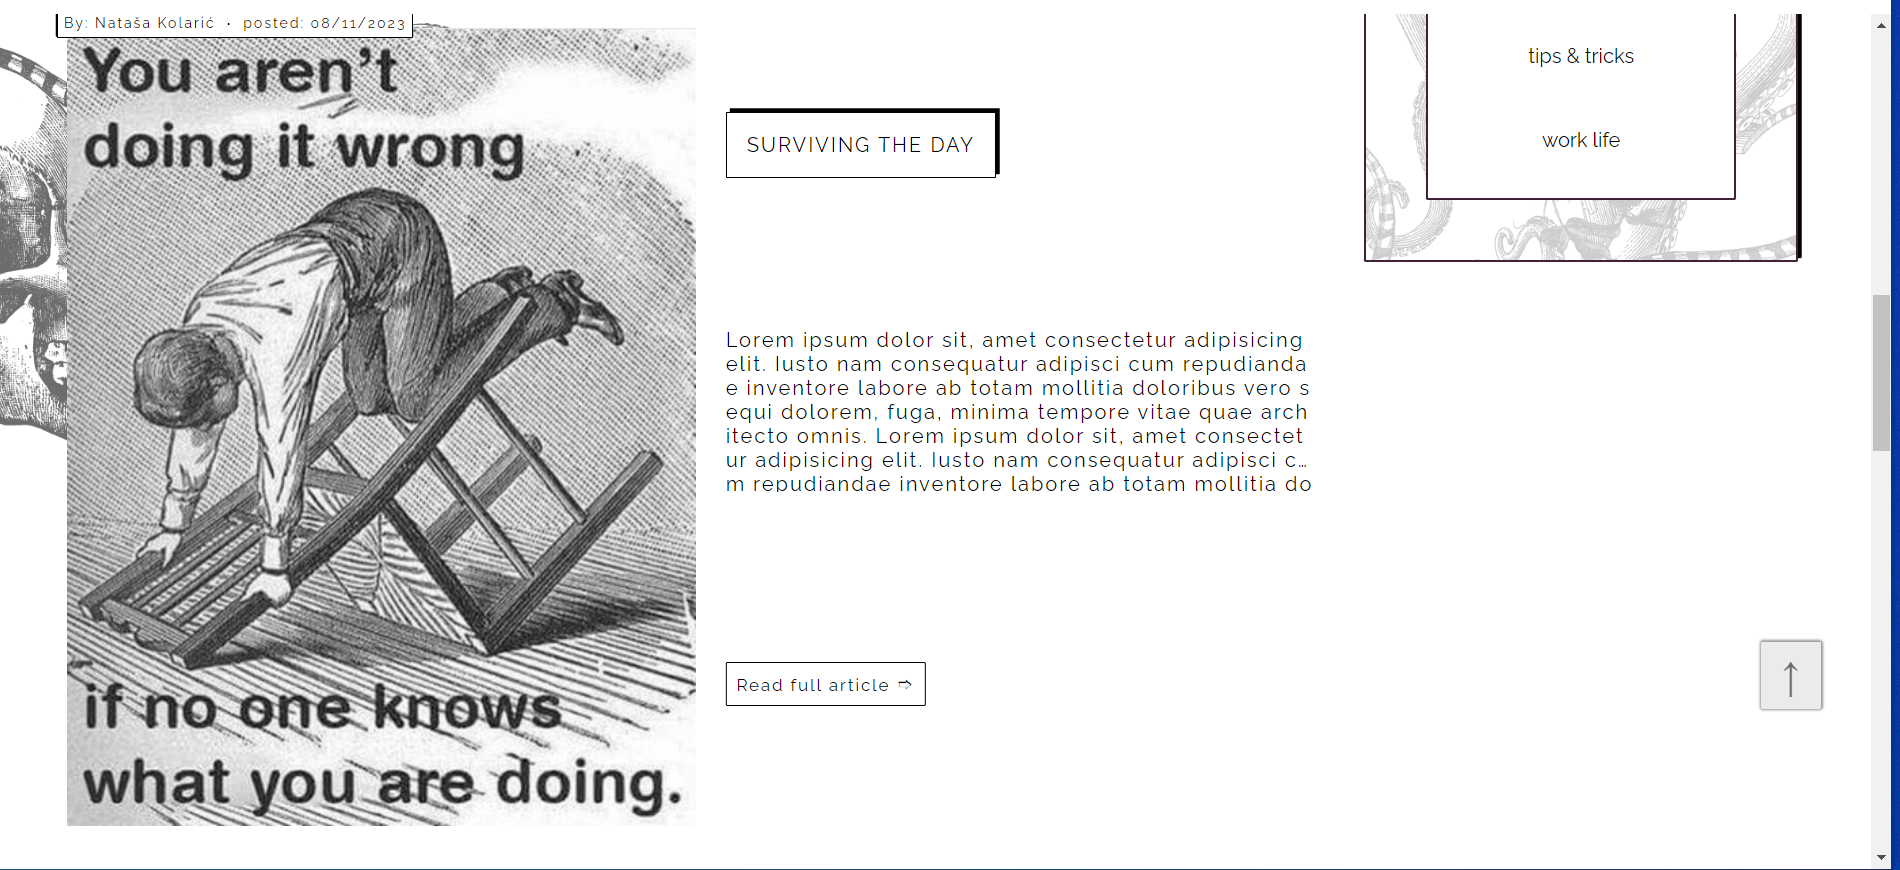 By: Nataša Kolarić · posted: 08/11/2023
You aren't
doing it wrong
if no one knows
what you are doing.
SURVIVING THE DAY
Lorem ipsum dolor sit, amet consectetur adipisicing
elit. Iusto nam consequatur adipisci cum repudianda
e inventore labore ab totam mollitia doloribus vero s
equi dolorem, fuga, minima tempore vitae quae arch
itecto omnis. Lorem ipsum dolor sit, amet consectet
ur adipisicing elit. Iusto nam consequatur adipisci c…
m repudiandae inventore labore ab totam mollitia do
Read full article ⇨
tips & tricks
work life
↑